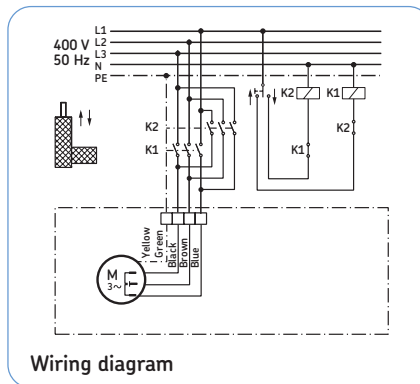 L1
400 V L2
50 Hz L3
N
PE
K2 K1
K2 K2
K1 K1
Yellow
Green
Black
Brown
Blue
M
3~
Wiring diagram